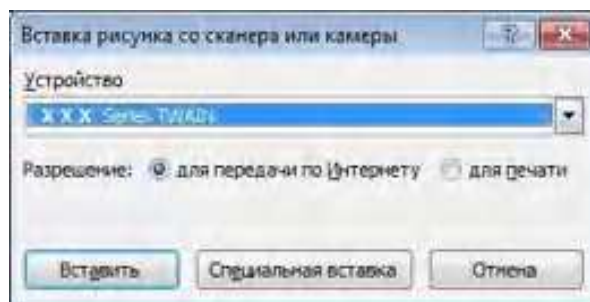 Вставка рисунка со сканера или камеры
Устройство
X X X Series TWAIN
Разрешение: для передачи по Интернету для печати
Вставить Специальная вставка Отмена